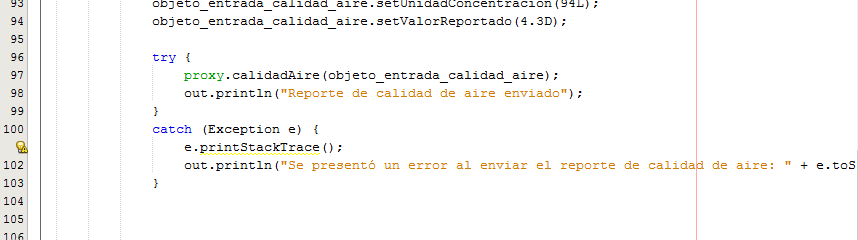 93 objeto_entrada_calidad_aire.setUnidadConcentracion(94L);
94 objeto_entrada_calidad_aire.setValorReportado(4.3D);
95
96 try {
97 proxy.calidadAire(objeto_entrada_calidad_aire);
98 out.println("Reporte de calidad de aire enviado");
99 }
100 catch (Exception e) {
e.printStackTrace();
102 out.println("Se presentó un error al enviar el reporte de calidad de aire: " + e.toS
103 }
104
105
106